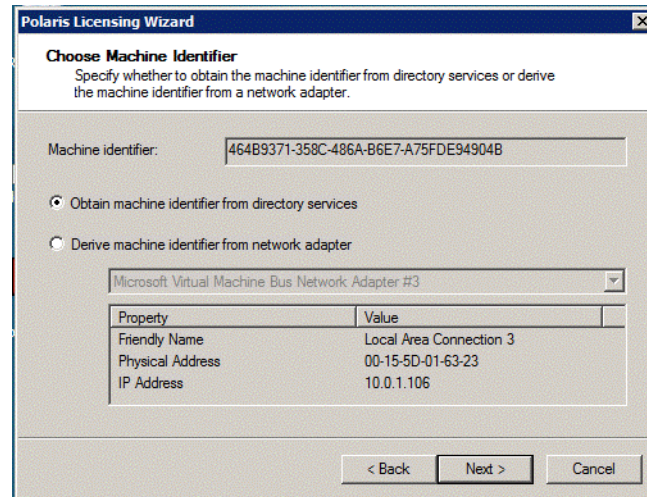 Polaris Licensing Wizard
Choose Machine Identifier
Specify whether to obtain the machine identifier from directory services or derive
the machine identifier from a network adapter.
Machine identifier: 464B9371-358C-486A-B6E7-A75FDE94904B
Obtain machine identifier from directory services
Derive machine identifier from network adapter
Microsoft Virtual Machine Bus Network Adapter #3
Property Value
Friendly Name Local Area Connection 3
Physical Address 00-15-5D-01-63-23
IP Address 10.0.1.106
< Back Next > Cancel